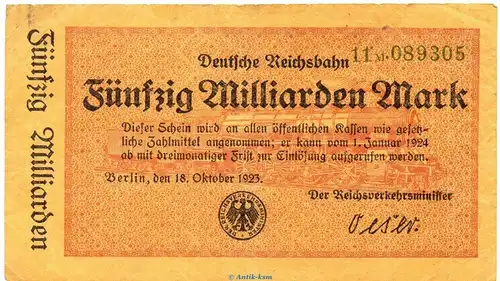 Fünfzig Milliarden
Deutsche Reichsbahn
11 M·089305
Fünfzig Milliarden Mark
Dieser Schein wird an allen öffentlichen Kassen wie gesetz-
liche Zahlmittel angenommen; er kann vom 1. Januar 1924
ab mit dreimonatiger Frist zur Einlösung aufgerufen werden.
Berlin, den 18. Oktober 1923.
Der Reichsverkehrsminister
Oeser
© Antik-ksm